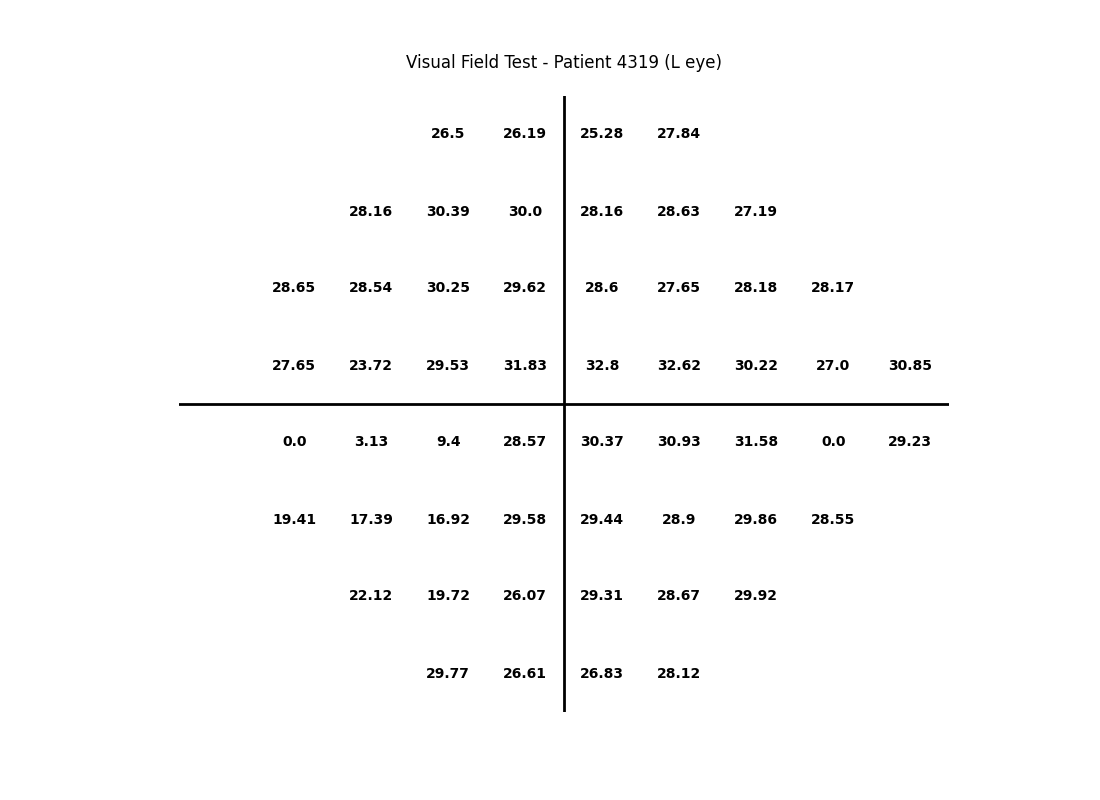 Visual Field Test - Patient 4319 (L eye)
26.5 26.19 25.28 27.84
28.16 30.39 30.0 28.16 28.63 27.19
28.65 28.54 30.25 29.62 28.6 27.65 28.18 28.17
27.65 23.72 29.53 31.83 32.8 32.62 30.22 27.0 30.85
0.0 3.13 9.4 28.57 30.37 30.93 31.58 0.0 29.23
19.41 17.39 16.92 29.58 29.44 28.9 29.86 28.55
22.12 19.72 26.07 29.31 28.67 29.92
29.77 26.61 26.83 28.12